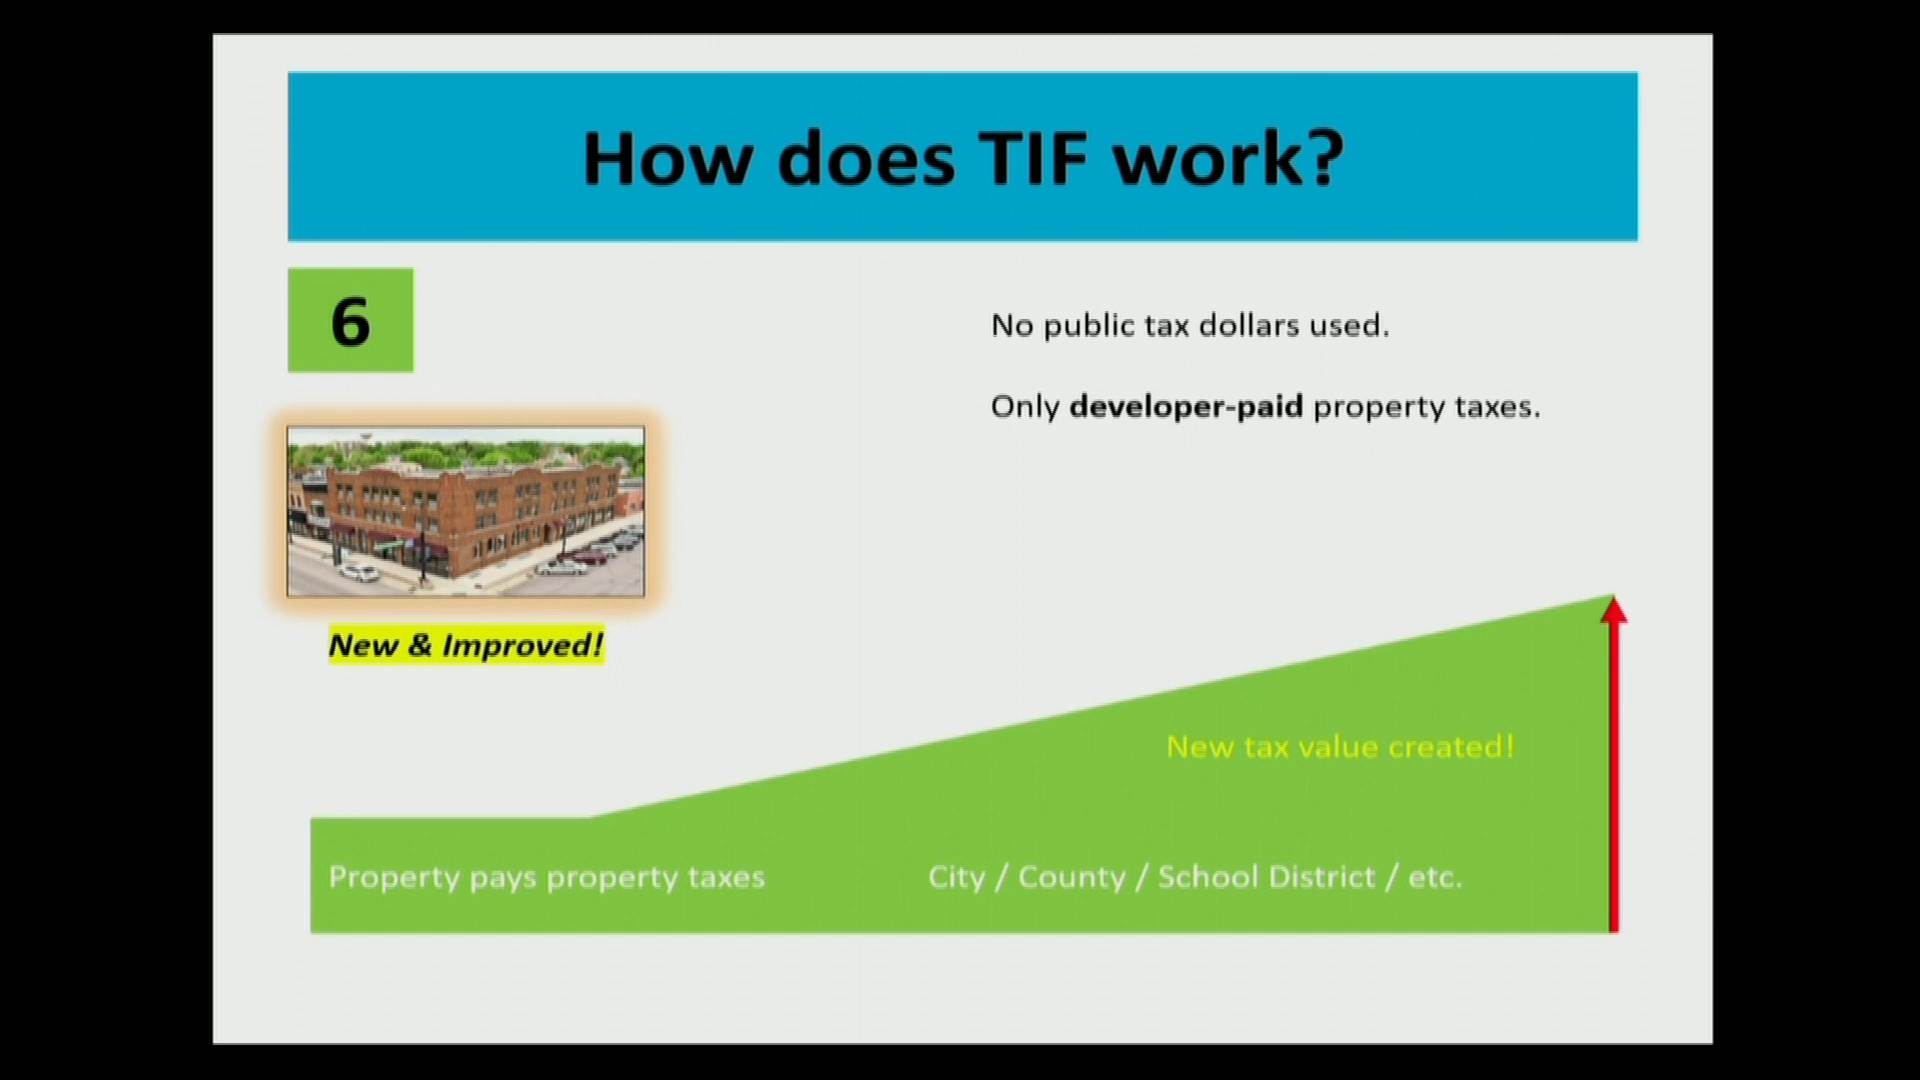 How does TIF work?
6
No public tax dollars used.
Only developer-paid property taxes.
New & Improved!
New tax value created!
Property pays property taxes
City / County / School District / etc.